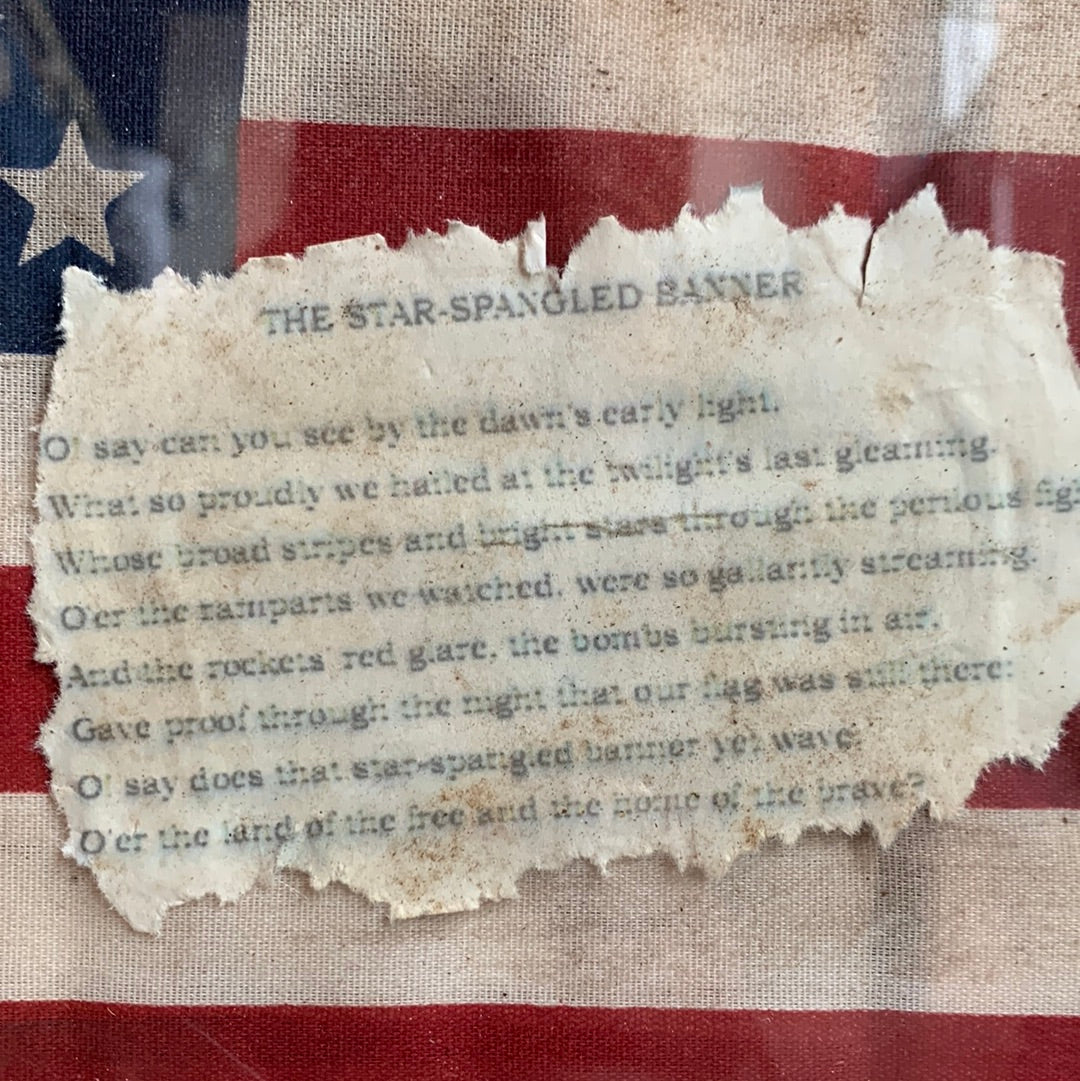 THE STAR-SPANGLED BANNER
O! say can you see by the dawn's early light.
What so proudly we hailed at the twilight's last gleaming.
Whose broad stripes and bright stars through the perilous figh
O'er the ramparts we watched, were so gallantly streaming.
And the rockets' red glare, the bombs bursting in air,
Gave proof through the night that our flag was still there:
O! say does that star-spangled banner yet wave,
O'er the land of the free and the home of the brave?